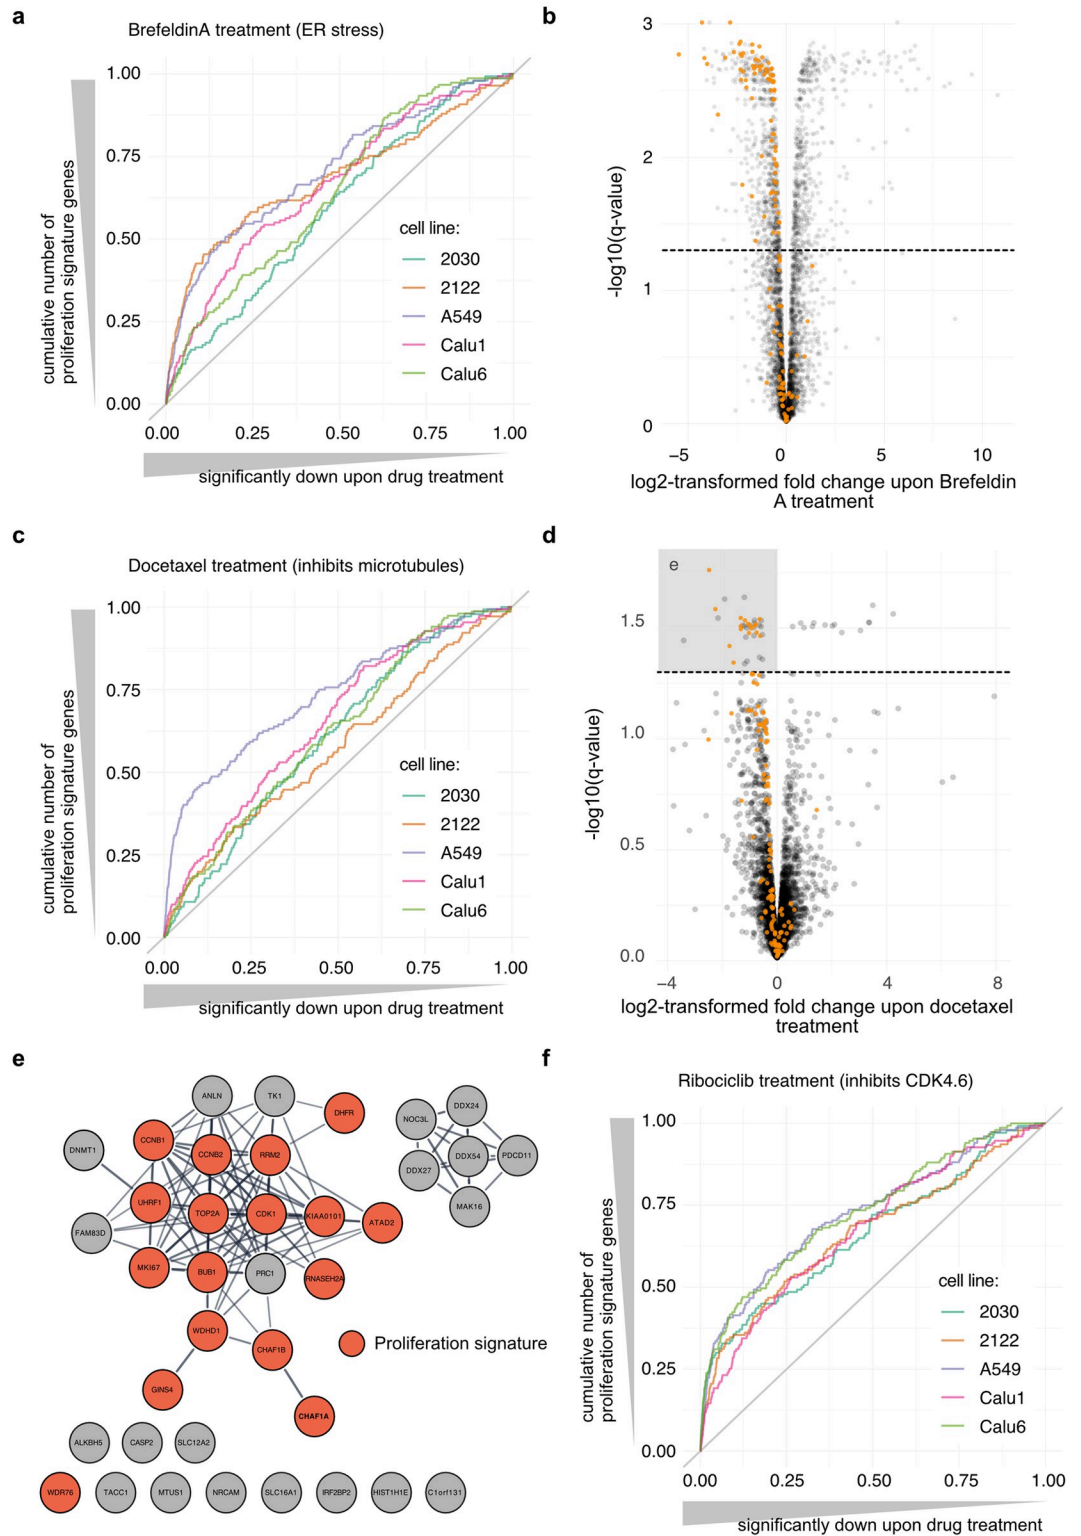 a
BrefeldinA treatment (ER stress)
1.00
0.75
0.50
0.25
0.00
cumulative number of
proliferation signature genes
cell line:
2030
2122
A549
Calu1
Calu6
0.00 0.25 0.50 0.75 1.00
significantly down upon drug treatment
b
3
2
1
0
-log10(q-value)
−5 0 5 10
log2-transformed fold change upon Brefeldin
A treatment
c
Docetaxel treatment (inhibits microtubules)
1.00
0.75
0.50
0.25
0.00
cumulative number of
proliferation signature genes
cell line:
2030
2122
A549
Calu1
Calu6
0.00 0.25 0.50 0.75 1.00
significantly down upon drug treatment
d
e
1.5
1.0
0.5
0.0
-log10(q-value)
−4 0 4 8
log2-transformed fold change upon docetaxel
treatment
e
ANLN TK1
DHFR
CCNB1
DNMT1
CCNB2 RRM2
UHRF1
TOP2A CDK1 KIAA0101
ATAD2
FAM83D
MKI67 BUB1 PRC1 RNASEH2A
WDHD1
CHAF1B
GINS4
CHAF1A
NOC3L DDX24
DDX54 PDCD11
DDX27
MAK16
Proliferation signature
ALKBH5 CASP2 SLC12A2
WDR76 TACC1 MTUS1 NRCAM SLC16A1 IRF2BP2 HIST1H1E C1orf131
f
Ribociclib treatment (inhibits CDK4.6)
1.00
0.75
0.50
0.25
0.00
cumulative number of
proliferation signature genes
cell line:
2030
2122
A549
Calu1
Calu6
0.00 0.25 0.50 0.75 1.00
significantly down upon drug treatment